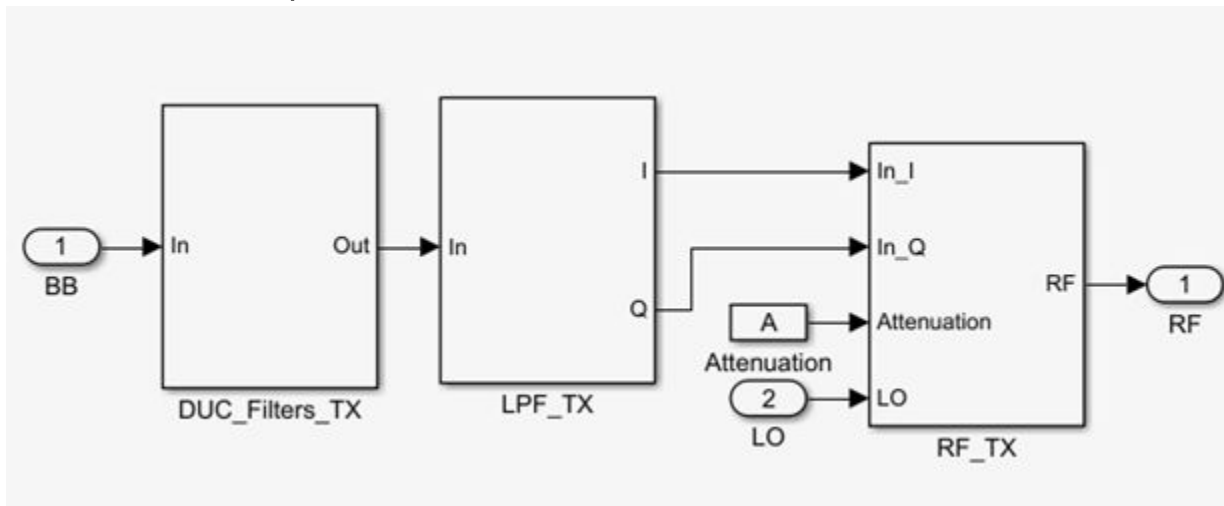 1
BB
In
Out
DUC_Filters_TX
In
I
Q
LPF_TX
A
Attenuation
2
LO
In_I
In_Q
Attenuation
LO
RF
RF_TX
1
RF